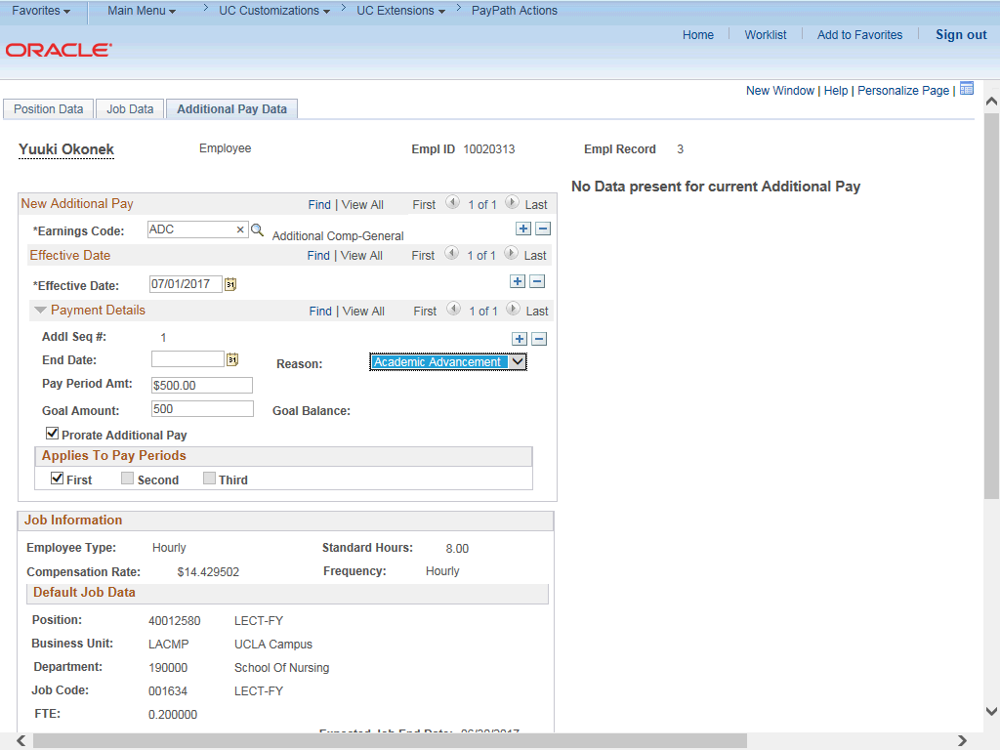 Favorites Main Menu > UC Customizations > UC Extensions > PayPath Actions
Home Worklist Add to Favorites Sign out
ORACLE
New Window | Help | Personalize Page |
Position Data Job Data Additional Pay Data
Yuuki Okonek Employee Empl ID 10020313 Empl Record 3
No Data present for current Additional Pay
New Additional Pay Find | View All First 1 of 1 Last
*Earnings Code: ADC × Additional Comp-General + −
Effective Date Find | View All First 1 of 1 Last
*Effective Date: 07/01/2017 31 + −
Payment Details Find | View All First 1 of 1 Last
Addl Seq #: 1 + −
End Date: 31 Reason: Academic Advancement
Pay Period Amt: $500.00
Goal Amount: 500 Goal Balance:
Prorate Additional Pay
Applies To Pay Periods
First Second Third
Job Information
Employee Type: Hourly Standard Hours: 8.00
Compensation Rate: $14.429502 Frequency: Hourly
Default Job Data
Position: 40012580 LECT-FY
Business Unit: LACMP UCLA Campus
Department: 190000 School Of Nursing
Job Code: 001634 LECT-FY
FTE: 0.200000
Expected Job End Date: 06/30/2017